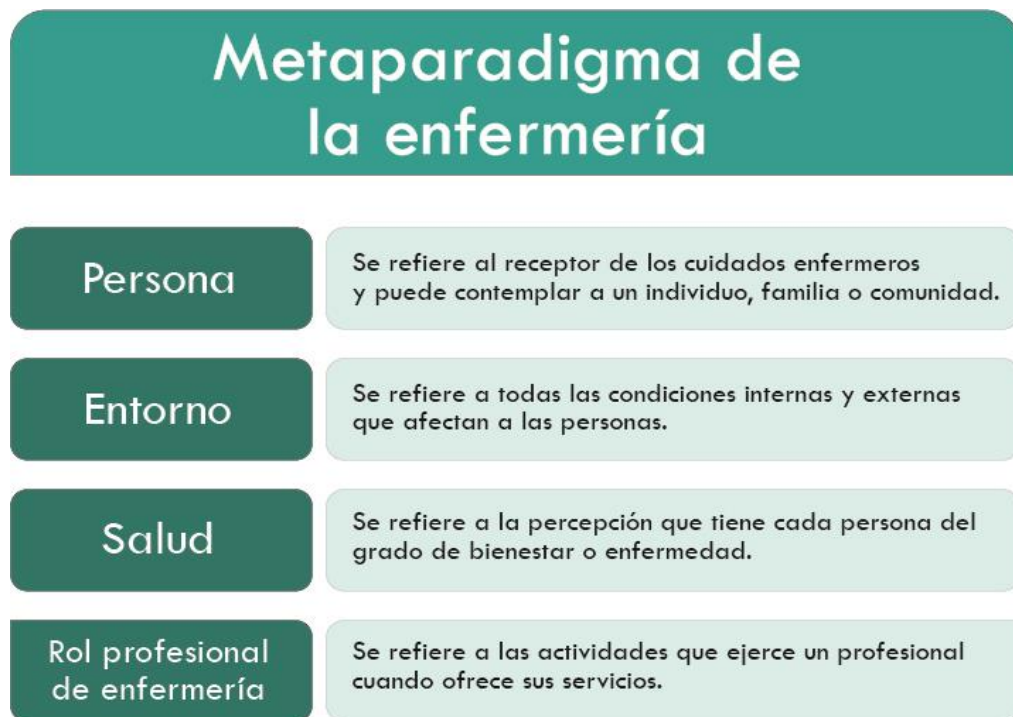 Metaparadigma de
la enfermería
Persona
Se refiere al receptor de los cuidados enfermeros
y puede contemplar a un individuo, familia o comunidad.
Entorno
Se refiere a todas las condiciones internas y externas
que afectan a las personas.
Salud
Se refiere a la percepción que tiene cada persona del
grado de bienestar o enfermedad.
Rol profesional
de enfermería
Se refiere a las actividades que ejerce un profesional
cuando ofrece sus servicios.